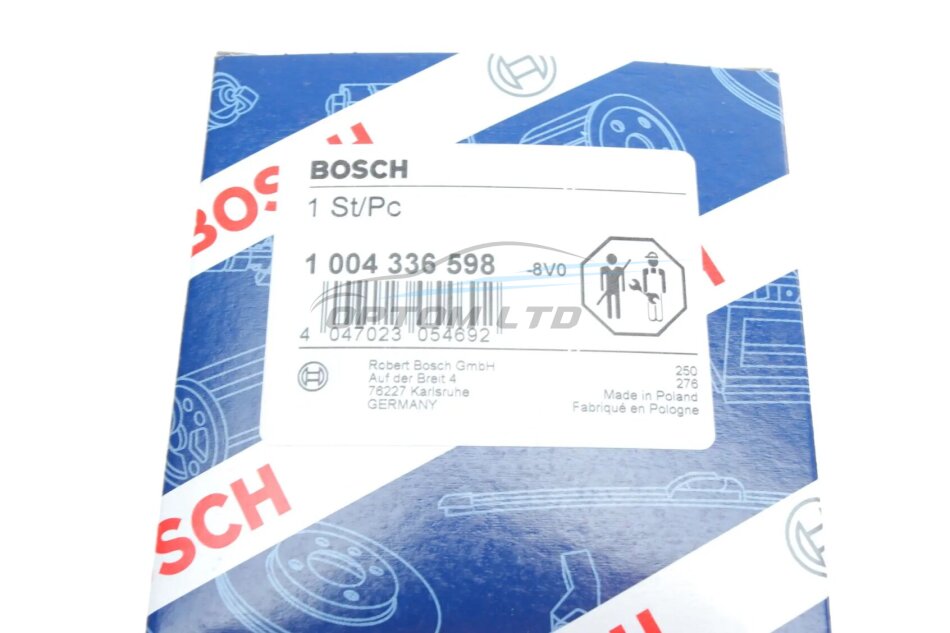 BOSCH
BOSCH
1 St/Pc
1 004 336 598 -8V0
OPTOM LTD
4 047023 054692
Robert Bosch GmbH
Auf der Breit 4
76227 Karlsruhe
GERMANY
250
276
Made in Poland
Fabriqué en Pologne
SCH